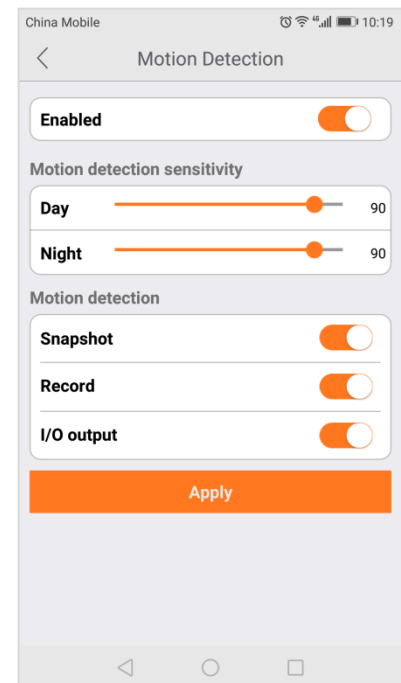 China Mobile 46 10:19
Motion Detection
Enabled
Motion detection sensitivity
Day 90
Night 90
Motion detection
Snapshot
Record
I/O output
Apply